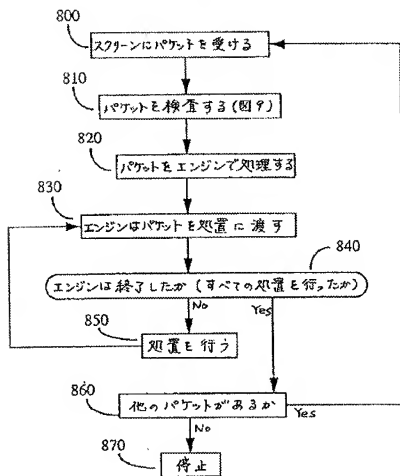 800
スクリーンにパケットを受ける
810
パケットを検査する(図9)
820
パケットをエンジンで処理する
830
エンジンはパケットを処置に渡す
840
エンジンは終了したか(すべての処置を行ったか)
No
Yes
850
処置を行う
860
他のパケットがあるか
Yes
No
870
停止